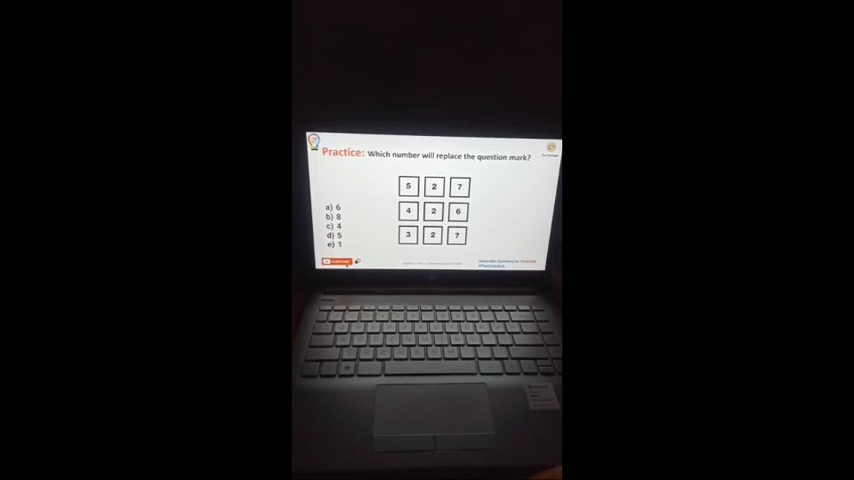 Practice: Which number will replace the question mark?
5 2 7
4 2 6
3 2 ?
a) 6
b) 8
c) 4
d) 5
e) 1